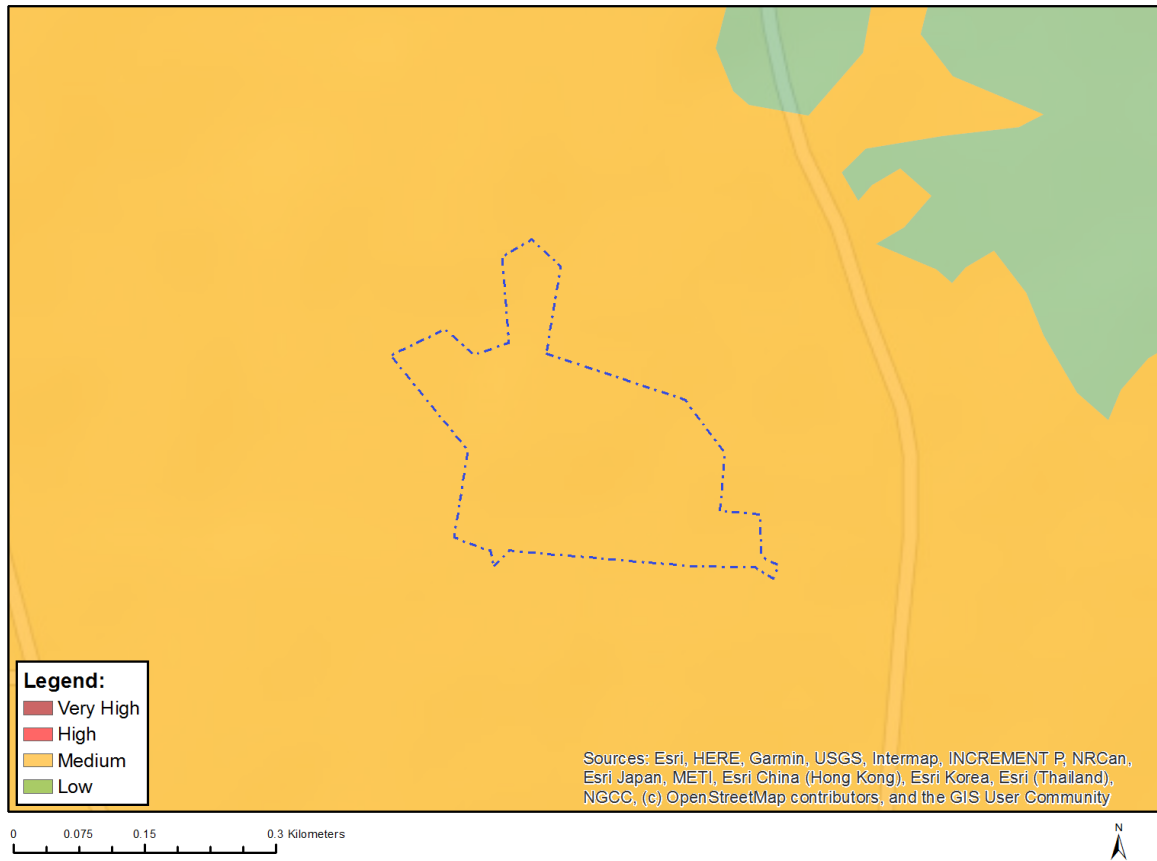 Legend:
Very High
High
Medium
Low
Sources: Esri, HERE, Garmin, USGS, Intermap, INCREMENT P, NRCan,
Esri Japan, METI, Esri China (Hong Kong), Esri Korea, Esri (Thailand),
NGCC, (c) OpenStreetMap contributors, and the GIS User Community
0 0.075 0.15 0.3 Kilometers
N